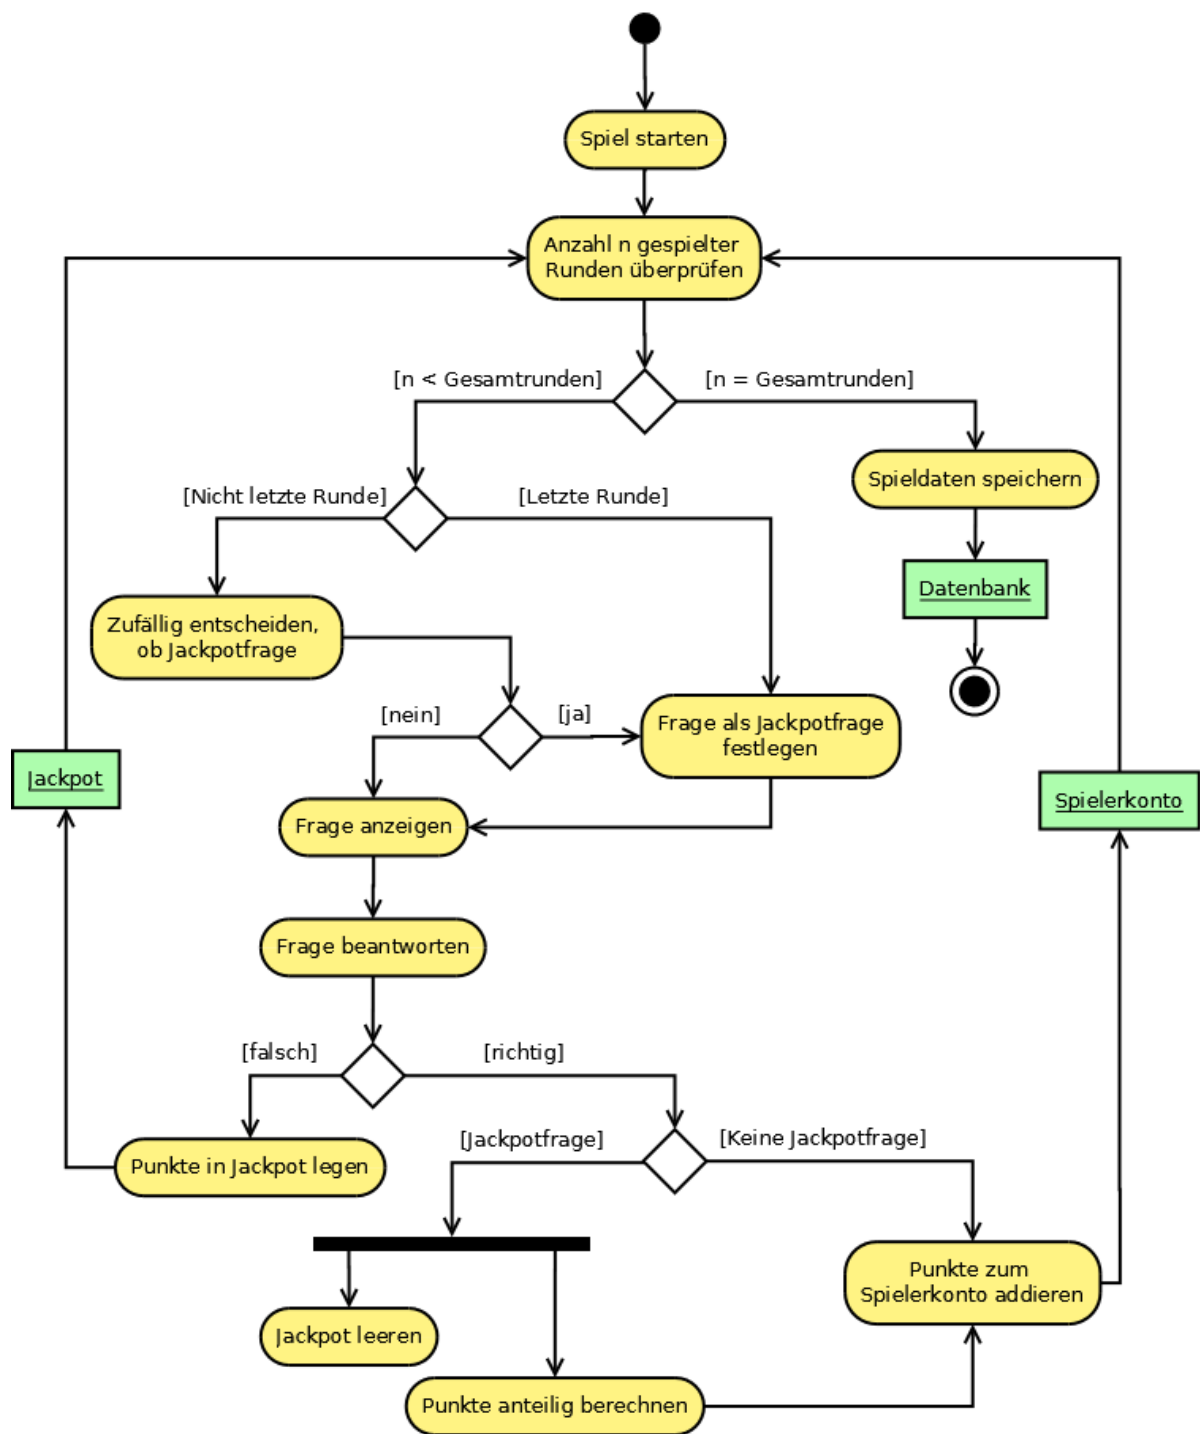 Spiel starten
Anzahl n gespielter
Runden überprüfen
[n < Gesamtrunden]
[n = Gesamtrunden]
Spieldaten speichern
[Nicht letzte Runde]
[Letzte Runde]
Datenbank
Zufällig entscheiden,
ob Jackpotfrage
[nein]
[ja]
Frage als Jackpotfrage
festlegen
Jackpot
Spielerkonto
Frage anzeigen
Frage beantworten
[falsch]
[richtig]
[Jackpotfrage]
[Keine Jackpotfrage]
Punkte in Jackpot legen
Punkte zum
Spielerkonto addieren
Jackpot leeren
Punkte anteilig berechnen